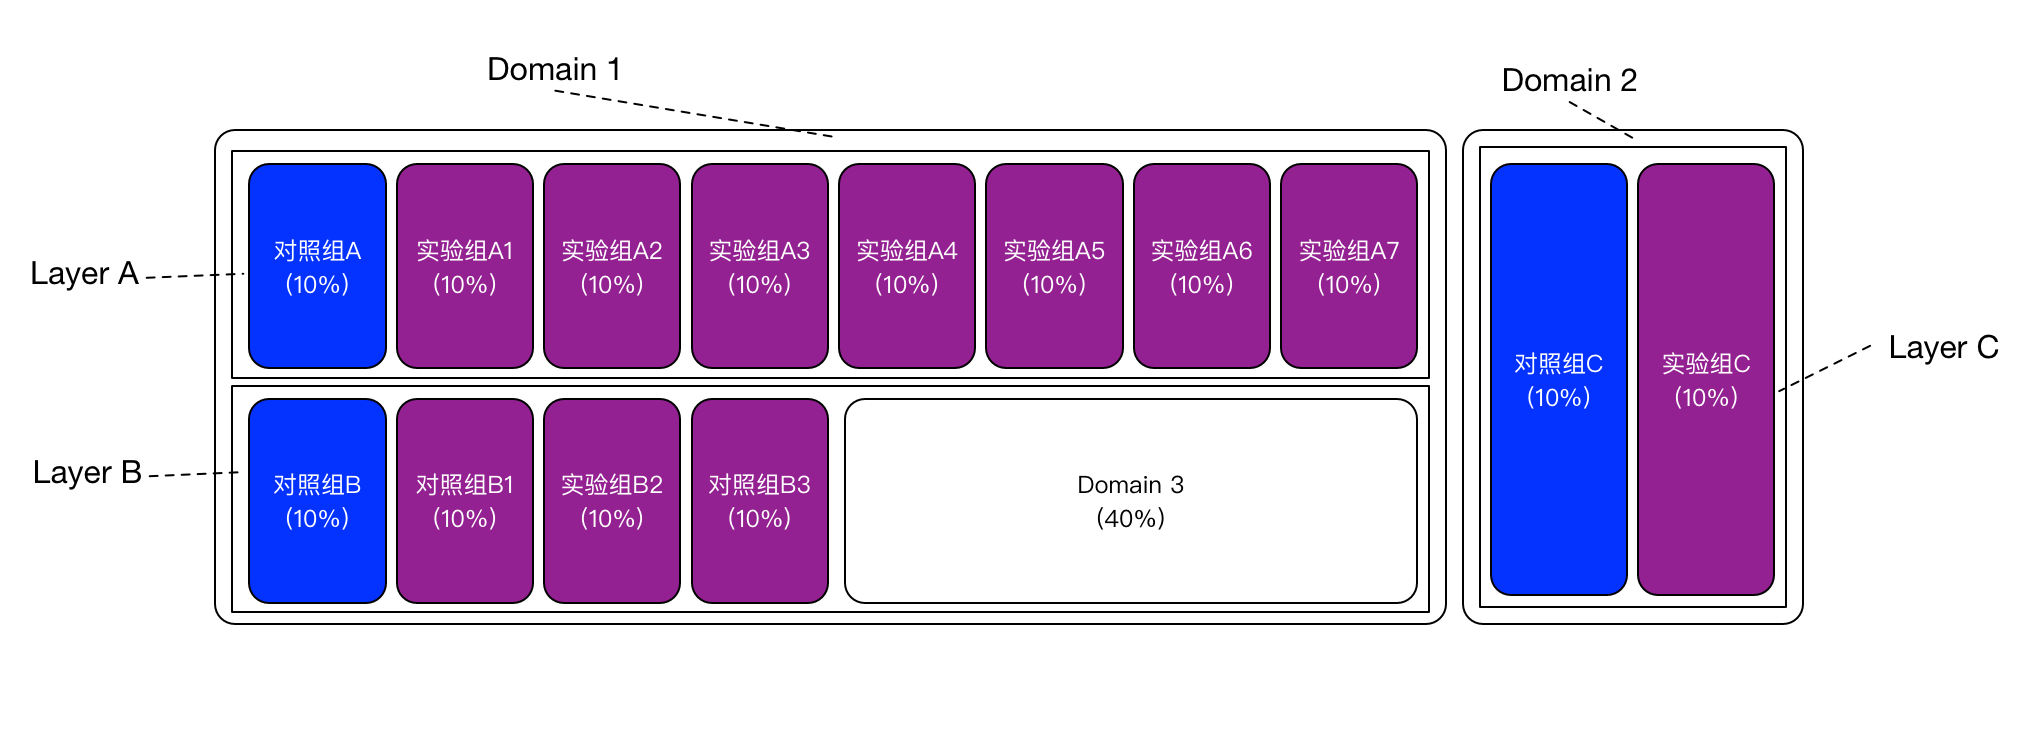 Domain 1
Domain 2
Layer A
对照组A
(10%)
实验组A1
(10%)
实验组A2
(10%)
实验组A3
(10%)
实验组A4
(10%)
实验组A5
(10%)
实验组A6
(10%)
实验组A7
(10%)
Layer B
对照组B
(10%)
对照组B1
(10%)
实验组B2
(10%)
对照组B3
(10%)
Domain 3
(40%)
对照组C
(10%)
实验组C
(10%)
Layer C